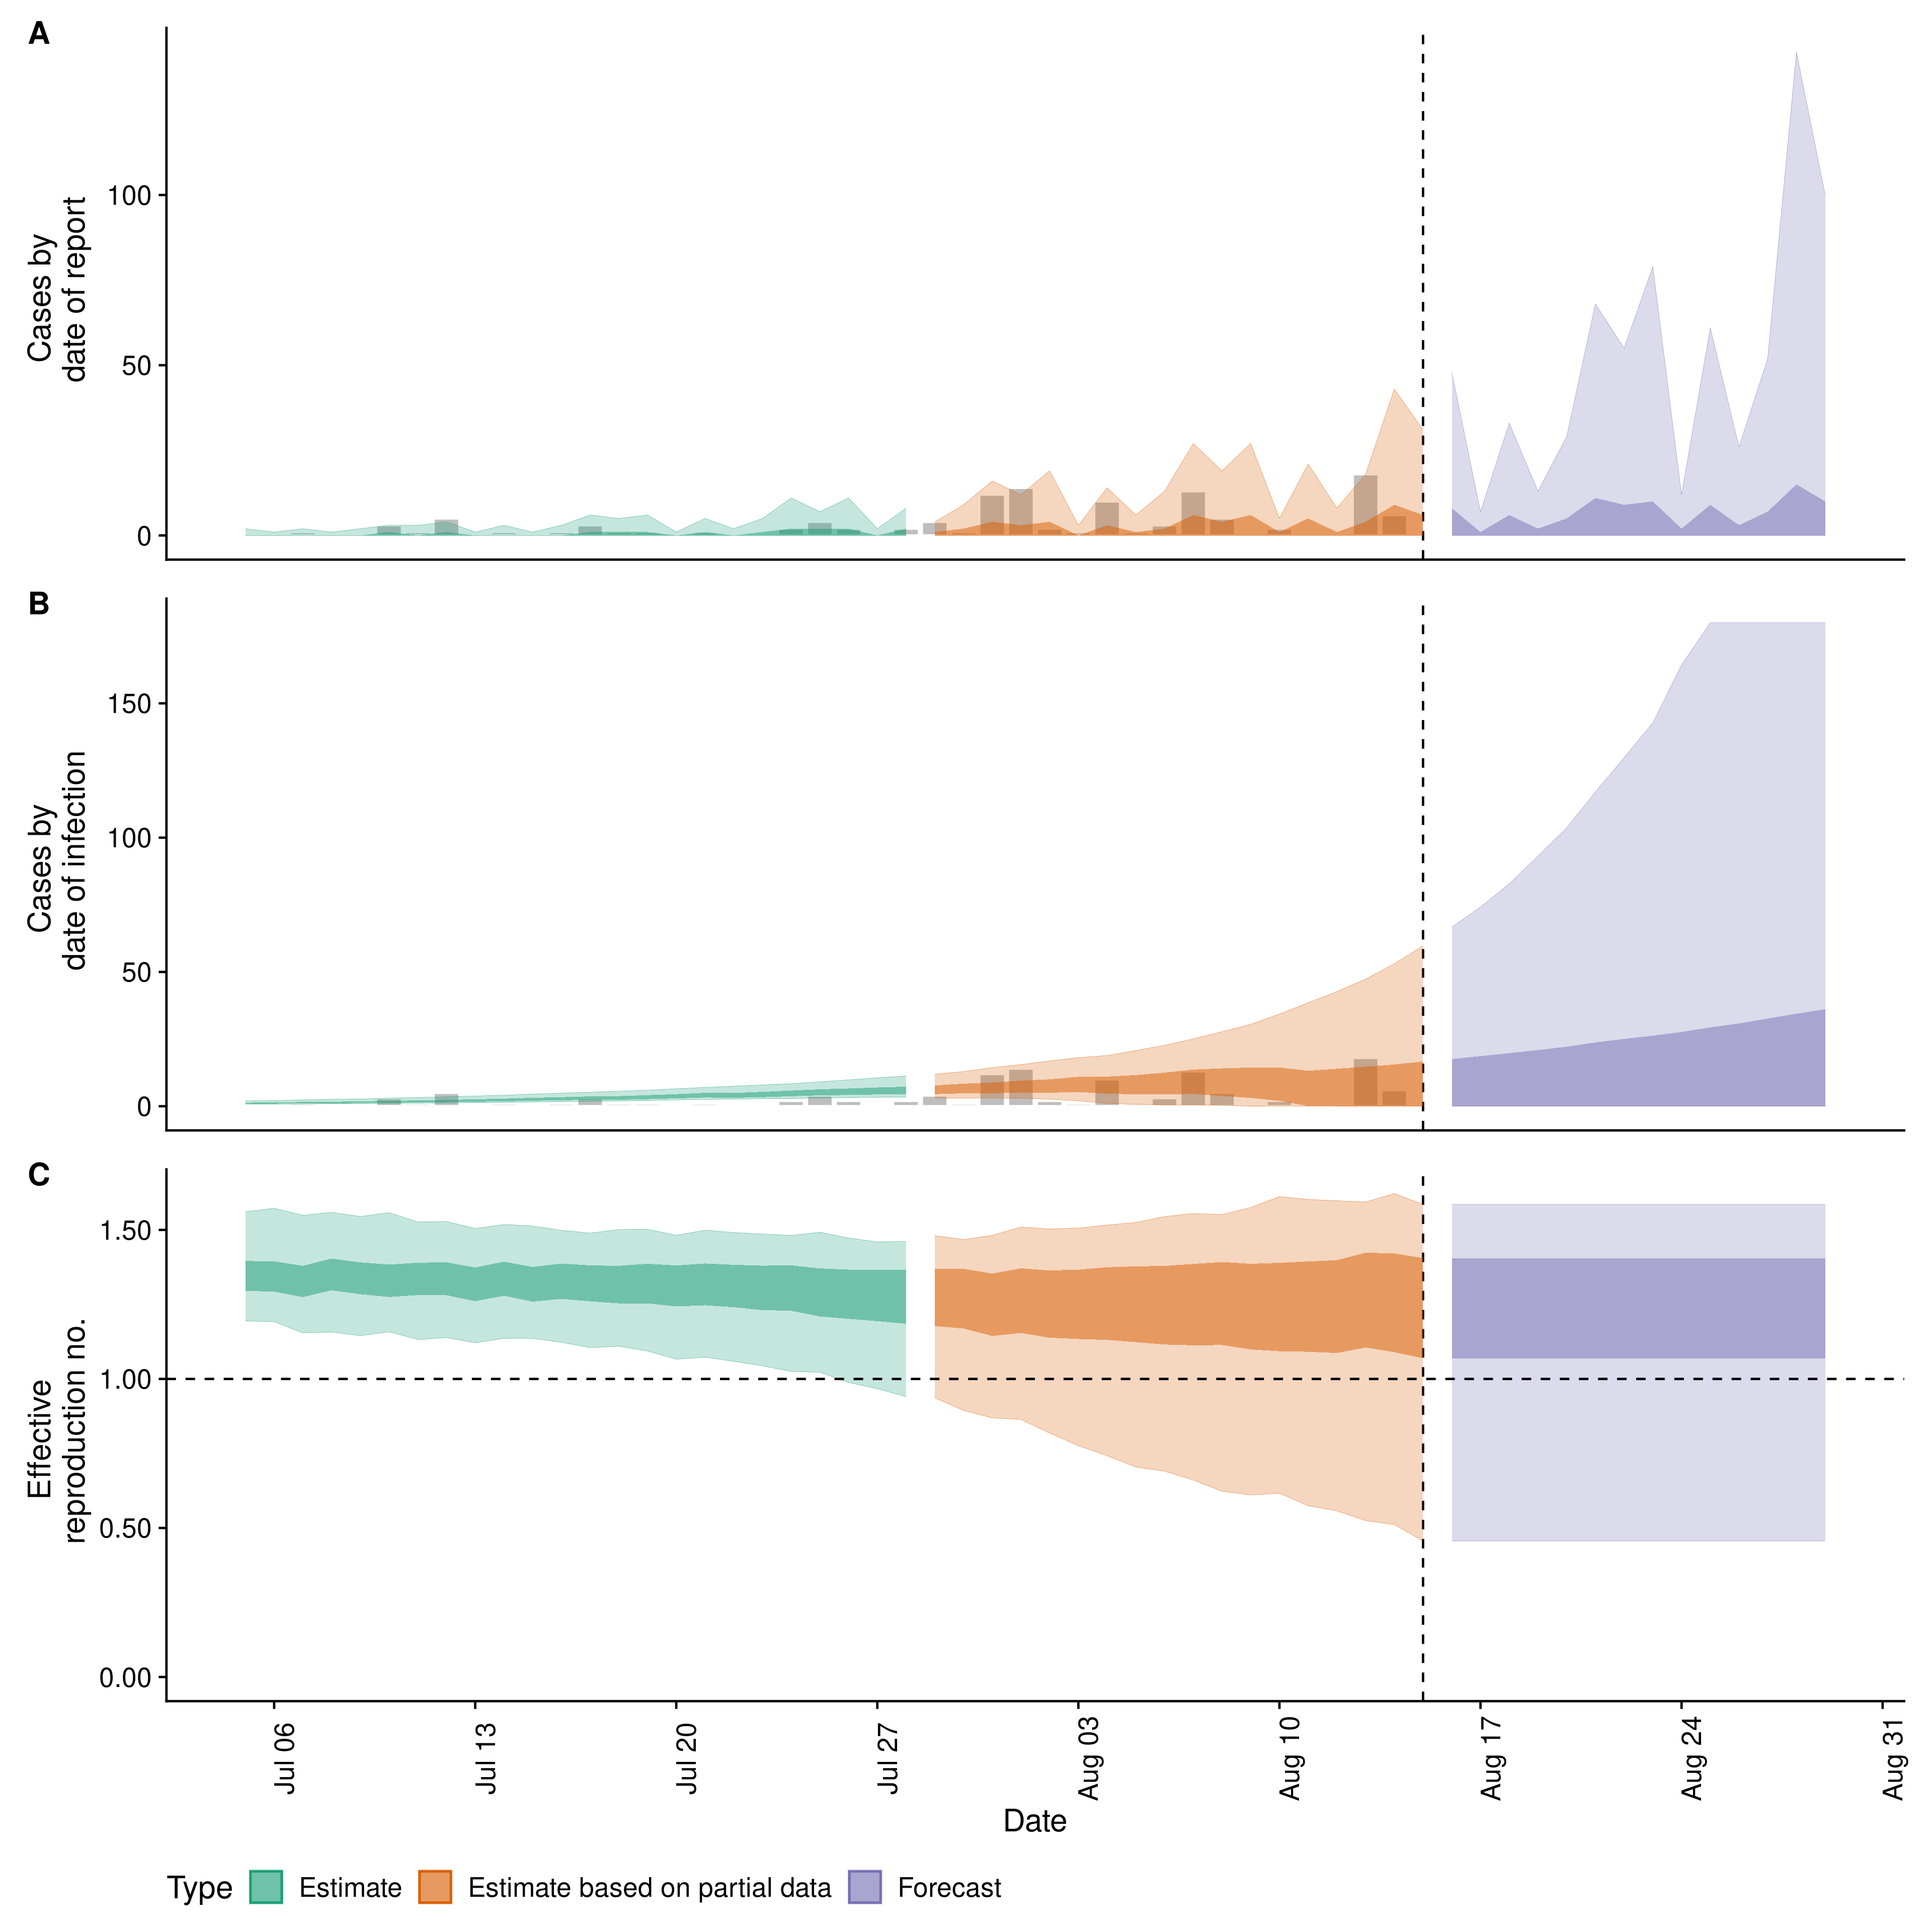 A
Cases by
date of report
100
50
0
B
Cases by
date of infection
150
100
50
0
C
Effective
reproduction no.
1.50
1.00
0.50
0.00
Jul 06
Jul 13
Jul 20
Jul 27
Aug 03
Aug 10
Aug 17
Aug 24
Aug 31
Date
Type Estimate Estimate based on partial data Forecast